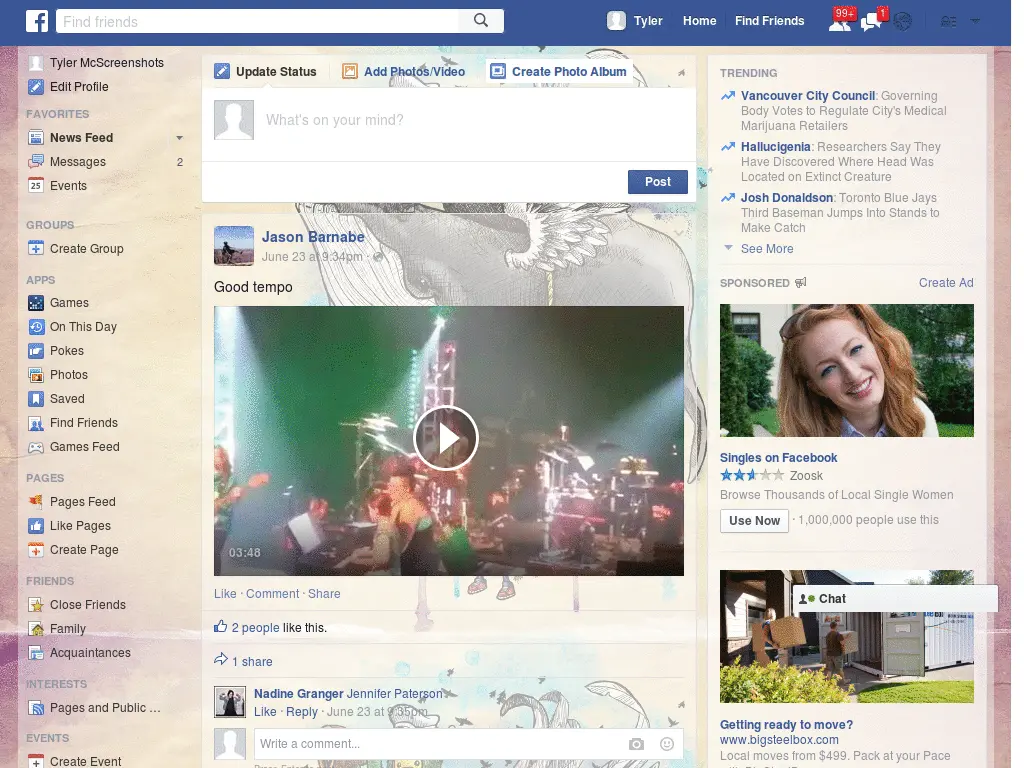 f
Find friends
Tyler
Home
Find Friends
99+
1
Tyler McScreenshots
Edit Profile
FAVORITES
News Feed
Messages 2
25 Events
GROUPS
Create Group
APPS
Games
On This Day
Pokes
Photos
Saved
Find Friends
Games Feed
PAGES
Pages Feed
Like Pages
Create Page
FRIENDS
Close Friends
Family
Acquaintances
INTERESTS
Pages and Public ...
EVENTS
Create Event
Update Status
Add Photos/Video
Create Photo Album
What's on your mind?
Post
Jason Barnabe
June 23 at 9:34pm ·
Good tempo
03:48
Like · Comment · Share
2 people like this.
1 share
Nadine Granger Jennifer Paterson
Like · Reply · June 23 at 9:35pm
Write a comment...
TRENDING
Vancouver City Council: Governing
Body Votes to Regulate City's Medical
Marijuana Retailers
Hallucigenia: Researchers Say They
Have Discovered Where Head Was
Located on Extinct Creature
Josh Donaldson: Toronto Blue Jays
Third Baseman Jumps Into Stands to
Make Catch
See More
SPONSORED
Create Ad
Singles on Facebook
Zoosk
Browse Thousands of Local Single Women
Use Now · 1,000,000 people use this
Chat
Getting ready to move?
www.bigsteelbox.com
Local moves from $499. Pack at your Pace